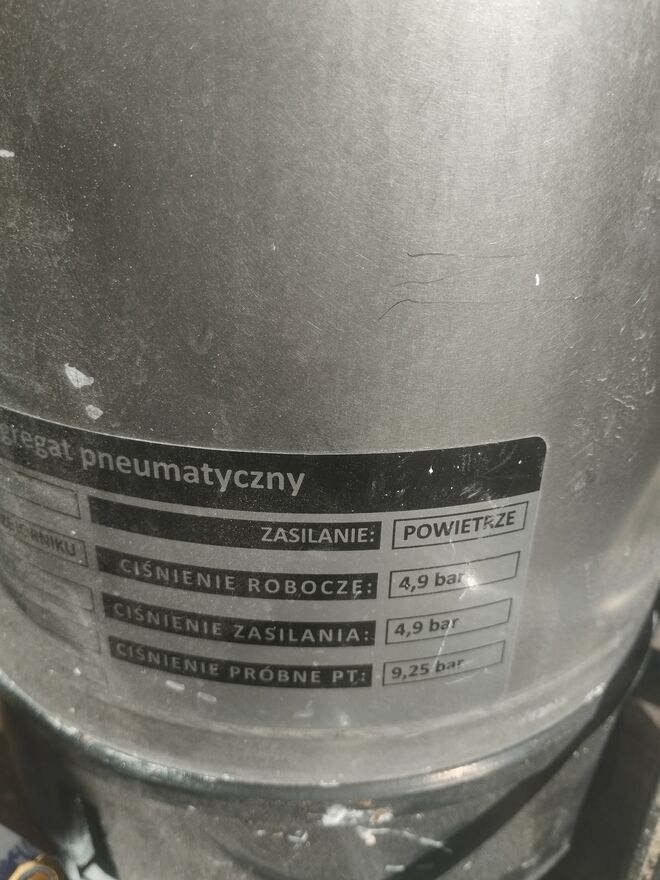 gregat pneumatyczny
ZASILANIE: POWIETRZE
CIŚNIENIE ROBOCZE: 4,9 bar
CIŚNIENIE ZASILANIA: 4,9 bar
CIŚNIENIE PRÓBNE PT: 9,25 bar